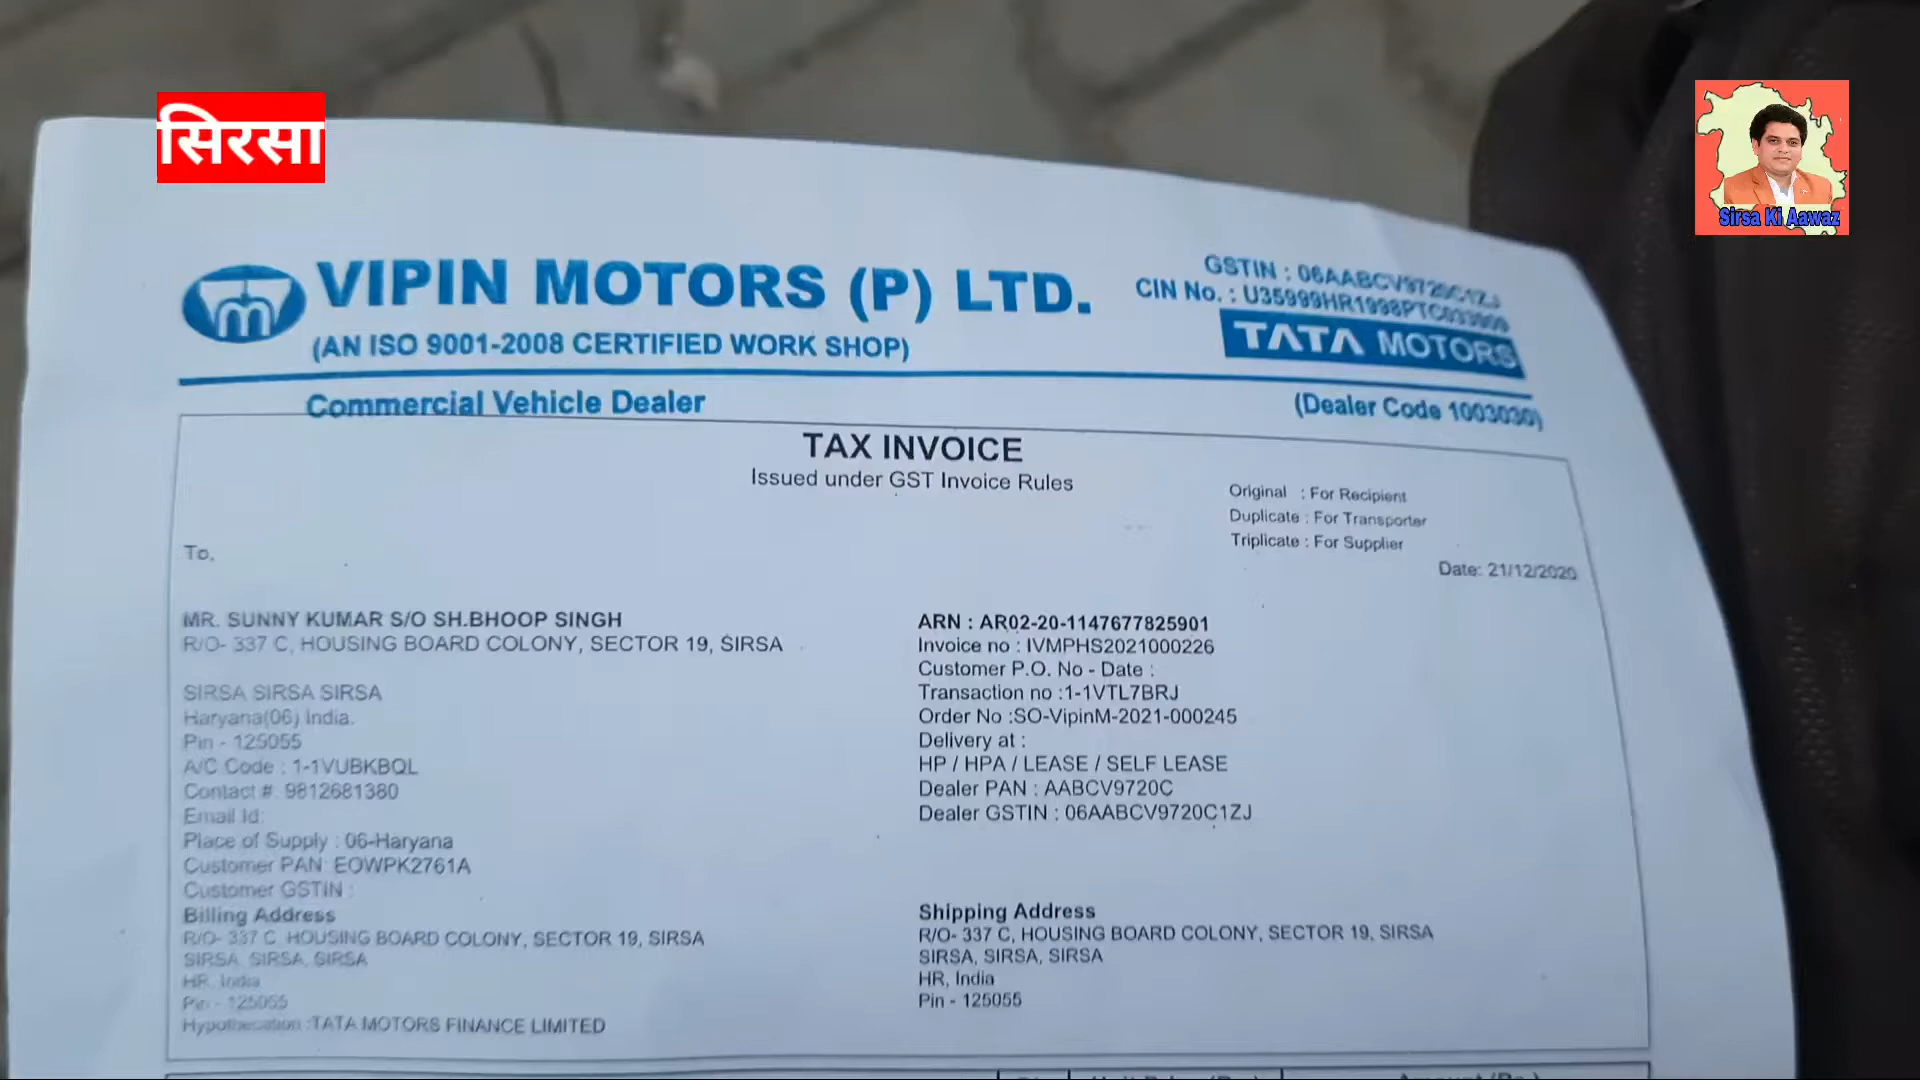 सिरसा
Sirsa Ki Aawaz
VIPIN MOTORS (P) LTD.
(AN ISO 9001-2008 CERTIFIED WORK SHOP)
GSTIN : 06AABCV9720C1ZJ
CIN No. : U35999HR1998PTC033909
TATA MOTORS
Commercial Vehicle Dealer
(Dealer Code 1003030)
TAX INVOICE
Issued under GST Invoice Rules
Original : For Recipient
Duplicate : For Transporter
Triplicate : For Supplier
Date: 21/12/2020
To,
MR. SUNNY KUMAR S/O SH.BHOOP SINGH
R/O- 337 C, HOUSING BOARD COLONY, SECTOR 19, SIRSA
SIRSA SIRSA SIRSA
Haryana(06) India.
Pin - 125055
A/C Code : 1-1VUBKBQL
Contact #: 9812681380
Email Id:
Place of Supply : 06-Haryana
Customer PAN: EOWPK2761A
Customer GSTIN :
Billing Address
R/O- 337 C, HOUSING BOARD COLONY, SECTOR 19, SIRSA
SIRSA, SIRSA, SIRSA
HR, India
Pin - 125055
Hypothecation :TATA MOTORS FINANCE LIMITED
ARN : AR02-20-1147677825901
Invoice no : IVMPHS2021000226
Customer P.O. No - Date :
Transaction no :1-1VTL7BRJ
Order No :SO-VipinM-2021-000245
Delivery at :
HP / HPA / LEASE / SELF LEASE
Dealer PAN : AABCV9720C
Dealer GSTIN : 06AABCV9720C1ZJ
Shipping Address
R/O- 337 C, HOUSING BOARD COLONY, SECTOR 19, SIRSA
SIRSA, SIRSA, SIRSA
HR, India
Pin - 125055